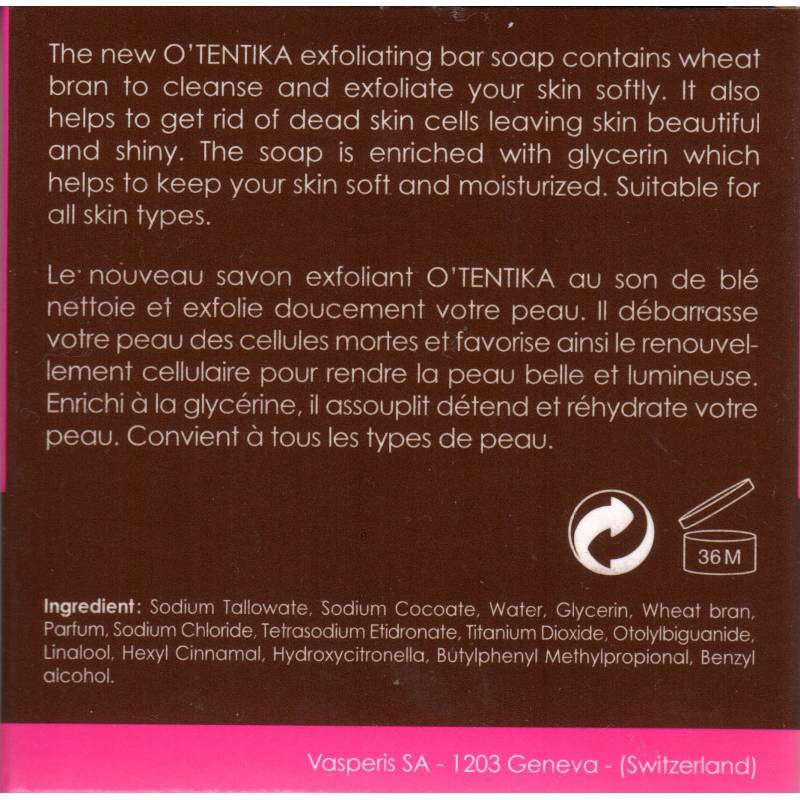 The new O'TENTIKA exfoliating bar soap contains wheat
bran to cleanse and exfoliate your skin softly. It also
helps to get rid of dead skin cells leaving skin beautiful
and shiny. The soap is enriched with glycerin which
helps to keep your skin soft and moisturized. Suitable for
all skin types.
Le nouveau savon exfoliant O'TENTIKA au son de blé
nettoie et exfolie doucement votre peau. Il débarrasse
votre peau des cellules mortes et favorise ainsi le renouvel-
lement cellulaire pour rendre la peau belle et lumineuse.
Enrichi à la glycérine, il assouplit détend et réhydrate votre
peau. Convient à tous les types de peau.
36 M
Ingredient: Sodium Tallowate, Sodium Cocoate, Water, Glycerin, Wheat bran,
Parfum, Sodium Chloride, Tetrasodium Etidronate, Titanium Dioxide, Otolylbiguanide,
Linalool, Hexyl Cinnamal, Hydroxycitronella, Butylphenyl Methylpropional, Benzyl
alcohol.
Vasperis SA - 1203 Geneva - (Switzerland)